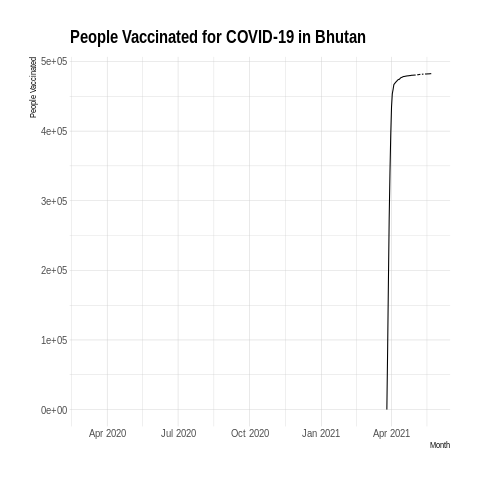 People Vaccinated for COVID-19 in Bhutan
People Vaccinated
5e+05
4e+05
3e+05
2e+05
1e+05
0e+00
Apr 2020 Jul 2020 Oct 2020 Jan 2021 Apr 2021
Month